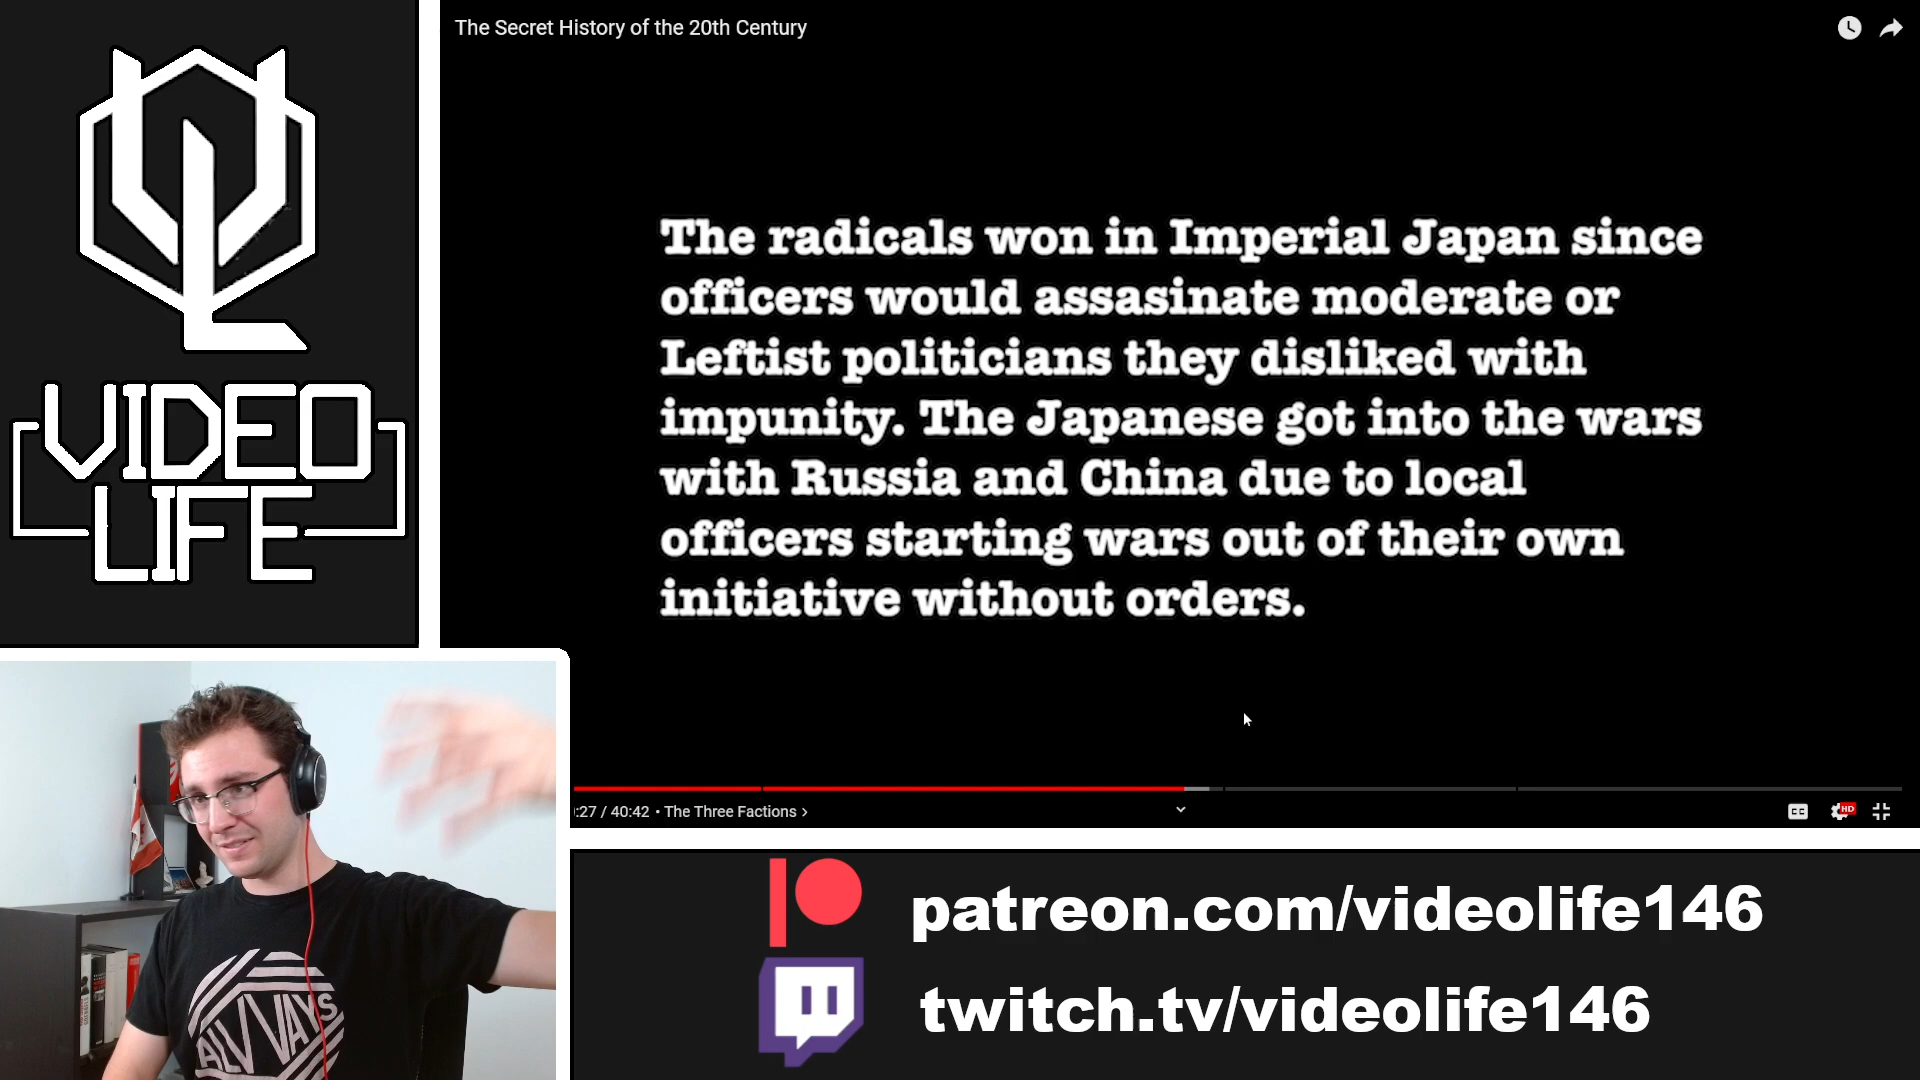 The Secret History of the 20th Century
The radicals won in Imperial Japan since
officers would assasinate moderate or
Leftist politicians they disliked with
impunity. The Japanese got into the wars
with Russia and China due to local
officers starting wars out of their own
initiative without orders.
VIDEO
LIFE
:27 / 40:42 • The Three Factions ›
CC
HD
ALVVAYS
patreon.com/videolife146
twitch.tv/videolife146